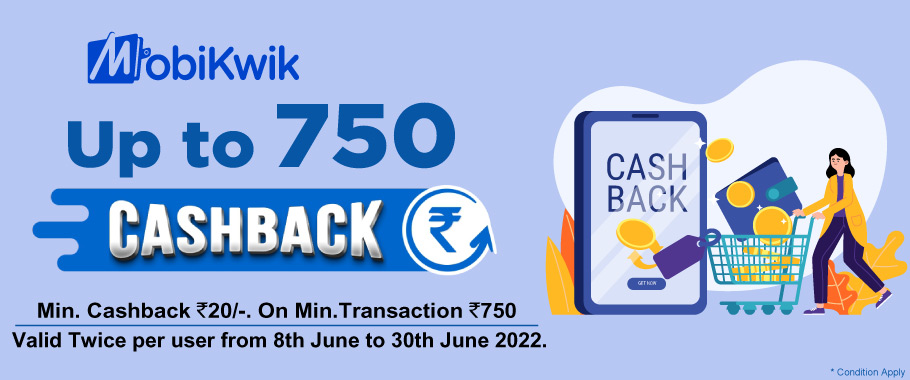 MobiKwik
Up to 750
CASHBACK ₹
Min. Cashback ₹20/-. On Min.Transaction ₹750
Valid Twice per user from 8th June to 30th June 2022.
CASH
BACK
GET NOW
* Condition Apply